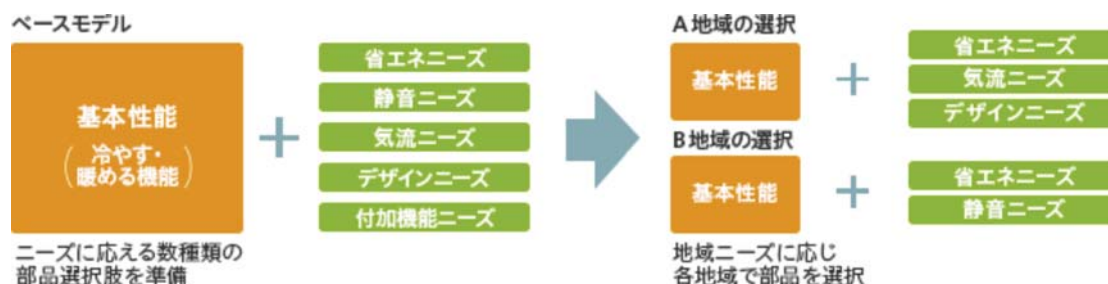 ベースモデル
基本性能
(冷やす・
暖める機能)
+
省エネニーズ
静音ニーズ
気流ニーズ
デザインニーズ
付加機能ニーズ
ニーズに応える数種類の
部品選択肢を準備
A地域の選択
基本性能
+
省エネニーズ
気流ニーズ
デザインニーズ
B地域の選択
基本性能
+
省エネニーズ
静音ニーズ
地域ニーズに応じ
各地域で部品を選択